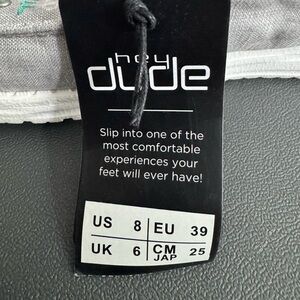 hey
dude
Slip into one of the
most comfortable
experiences your
feet will ever have!
US 8 EU 39
UK 6 CM JAP 25